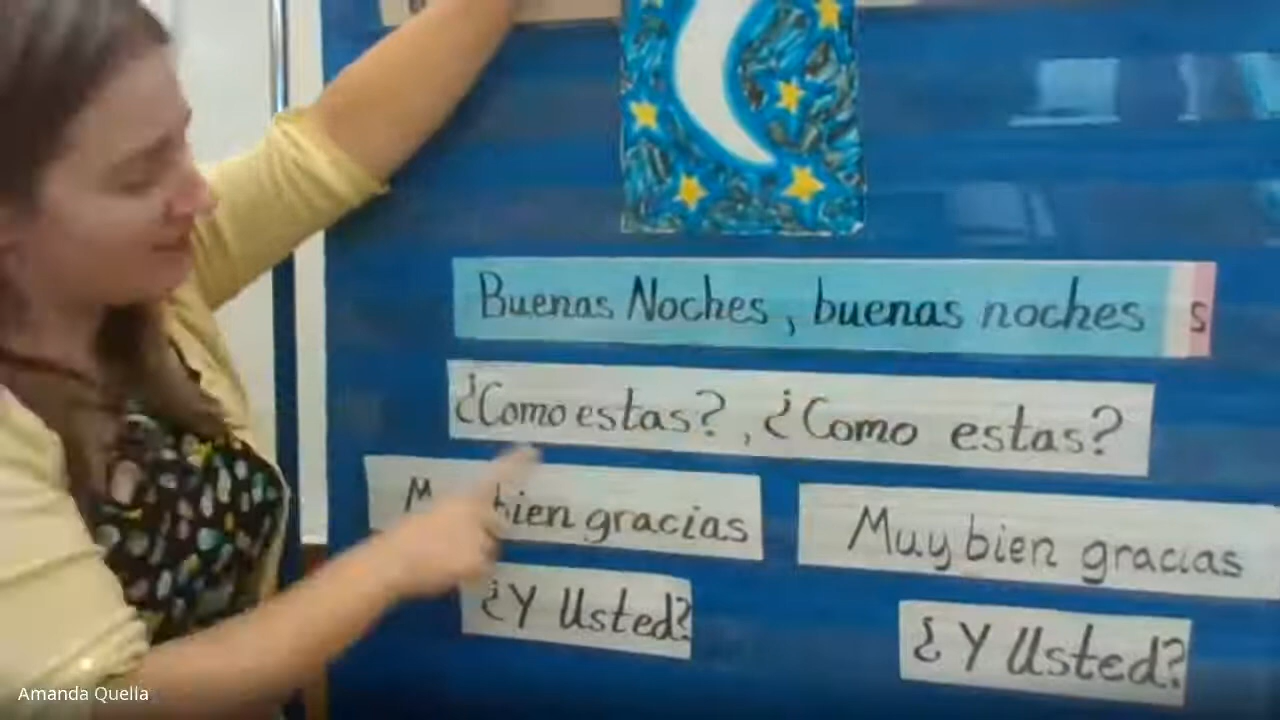 Buenas Noches, buenas noches s
¿Como estas?, ¿Como estas?
bien gracias Muy bien gracias
¿Y Usted? ¿Y Usted?
Amanda Quella